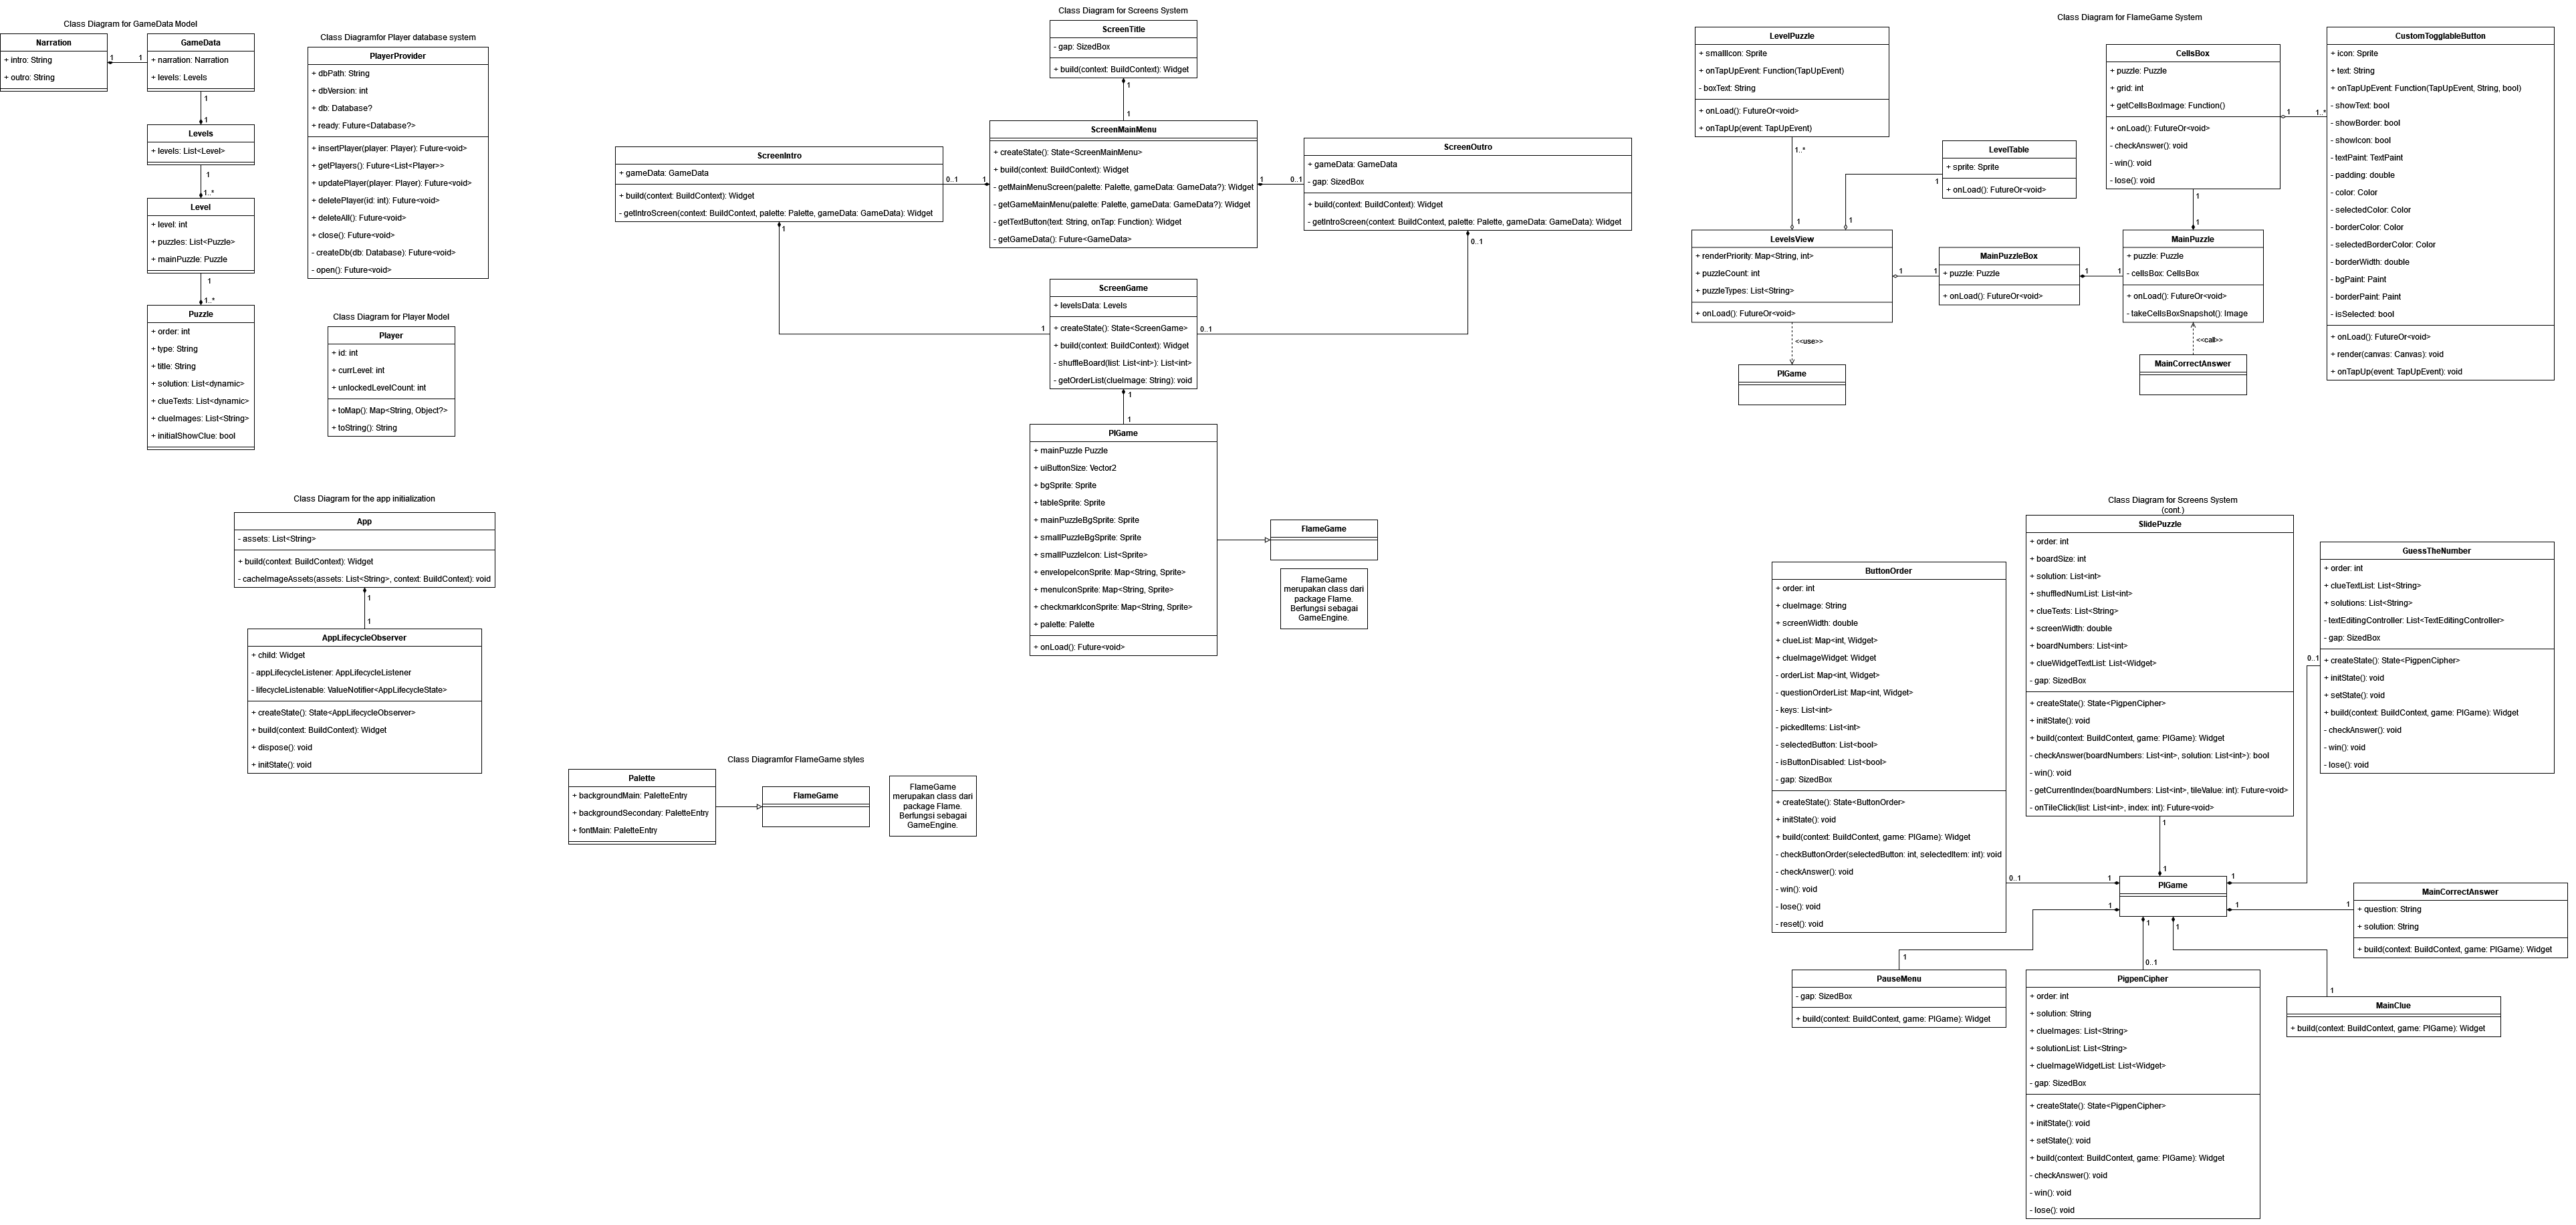 Class Diagram for GameData Model
Narration
+ intro: String
+ outro: String
1
1
GameData
+ narration: Narration
+ levels: Levels
1
1
Levels
+ levels: List<Level>
1
1..*
Level
+ level: int
+ puzzles: List<Puzzle>
+ mainPuzzle: Puzzle
1
1..*
Puzzle
+ order: int
+ type: String
+ title: String
+ solution: List<dynamic>
+ clueTexts: List<dynamic>
+ clueImages: List<String>
+ initialShowClue: bool
Class Diagramfor Player database system
PlayerProvider
+ dbPath: String
+ dbVersion: int
+ db: Database?
+ ready: Future<Database?>
+ insertPlayer(player: Player): Future<void>
+ getPlayers(): Future<List<Player>>
+ updatePlayer(player: Player): Future<void>
+ deletePlayer(id: int): Future<void>
+ deleteAll(): Future<void>
+ close(): Future<void>
- createDb(db: Database): Future<void>
- open(): Future<void>
Class Diagram for Player Model
Player
+ id: int
+ currLevel: int
+ unlockedLevelCount: int
+ toMap(): Map<String, Object?>
+ toString(): String
Class Diagram for the app initialization
App
- assets: List<String>
+ build(context: BuildContext): Widget
- cacheImageAssets(assets: List<String>, context: BuildContext): void
1
1
AppLifecycleObserver
+ child: Widget
- appLifecycleListener: AppLifecycleListener
- lifecycleListenable: ValueNotifier<AppLifecycleState>
+ createState(): State<AppLifecycleObserver>
+ build(context: BuildContext): Widget
+ dispose(): void
+ initState(): void
Class Diagram for Screens System
ScreenTitle
- gap: SizedBox
+ build(context: BuildContext): Widget
1
1
ScreenMainMenu
+ createState(): State<ScreenMainMenu>
+ build(context: BuildContext): Widget
- getMainMenuScreen(palette: Palette, gameData: GameData?): Widget
- getGameMainMenu(palette: Palette, gameData: GameData?): Widget
- getTextButton(text: String, onTap: Function): Widget
- getGameData(): Future<GameData>
ScreenIntro
+ gameData: GameData
+ build(context: BuildContext): Widget
- getIntroScreen(context: BuildContext, palette: Palette, gameData: GameData): Widget
0..1
1
1
0..1
ScreenOutro
+ gameData: GameData
- gap: SizedBox
+ build(context: BuildContext): Widget
- getIntroScreen(context: BuildContext, palette: Palette, gameData: GameData): Widget
1
0..1
ScreenGame
+ levelsData: Levels
+ createState(): State<ScreenGame>
+ build(context: BuildContext): Widget
- shuffleBoard(list: List<int>): List<int>
- getOrderList(clueImage: String): void
1
0..1
1
1
PIGame
+ mainPuzzle Puzzle
+ uiButtonSize: Vector2
+ bgSprite: Sprite
+ tableSprite: Sprite
+ mainPuzzleBgSprite: Sprite
+ smallPuzzleBgSprite: Sprite
+ smallPuzzleIcon: List<Sprite>
+ envelopeIconSprite: Map<String, Sprite>
+ menuIconSprite: Map<String, Sprite>
+ checkmarkIconSprite: Map<String, Sprite>
+ palette: Palette
+ onLoad(): Future<void>
FlameGame
FlameGame
merupakan class dari
package Flame.
Berfungsi sebagai
GameEngine.
Class Diagramfor FlameGame styles
Palette
+ backgroundMain: PaletteEntry
+ backgroundSecondary: PaletteEntry
+ fontMain: PaletteEntry
FlameGame
FlameGame
merupakan class dari
package Flame.
Berfungsi sebagai
GameEngine.
Class Diagram for FlameGame System
LevelPuzzle
+ smallIcon: Sprite
+ onTapUpEvent: Function(TapUpEvent)
- boxText: String
+ onLoad(): FutureOr<void>
+ onTapUp(event: TapUpEvent)
1..*
1
LevelTable
+ sprite: Sprite
+ onLoad(): FutureOr<void>
1
1
LevelsView
+ renderPriority: Map<String, int>
+ puzzleCount: int
+ puzzleTypes: List<String>
+ onLoad(): FutureOr<void>
<<use>>
PIGame
1
1
MainPuzzleBox
+ puzzle: Puzzle
+ onLoad(): FutureOr<void>
1
1
CellsBox
+ puzzle: Puzzle
+ grid: int
+ getCellsBoxImage: Function()
+ onLoad(): FutureOr<void>
- checkAnswer(): void
- win(): void
- lose(): void
1
1
MainPuzzle
+ puzzle: Puzzle
- cellsBox: CellsBox
+ onLoad(): FutureOr<void>
- takeCellsBoxSnapshot(): Image
<<call>>
MainCorrectAnswer
1
1..*
CustomTogglableButton
+ icon: Sprite
+ text: String
+ onTapUpEvent: Function(TapUpEvent, String, bool)
- showText: bool
- showBorder: bool
- showIcon: bool
- textPaint: TextPaint
- padding: double
- color: Color
- selectedColor: Color
- borderColor: Color
- selectedBorderColor: Color
- borderWidth: double
- bgPaint: Paint
- borderPaint: Paint
- isSelected: bool
+ onLoad(): FutureOr<void>
+ render(canvas: Canvas): void
+ onTapUp(event: TapUpEvent): void
Class Diagram for Screens System
(cont.)
ButtonOrder
+ order: int
+ clueImage: String
+ screenWidth: double
+ clueList: Map<int, Widget>
+ clueImageWidget: Widget
- orderList: Map<int, Widget>
- questionOrderList: Map<int, Widget>
- keys: List<int>
- pickedItems: List<int>
- selectedButton: List<bool>
- isButtonDisabled: List<bool>
- gap: SizedBox
+ createState(): State<ButtonOrder>
+ initState(): void
+ build(context: BuildContext, game: PIGame): Widget
- checkButtonOrder(selectedButton: int, selectedItem: int): void
- checkAnswer(): void
- win(): void
- lose(): void
- reset(): void
SlidePuzzle
+ order: int
+ boardSize: int
+ solution: List<int>
+ shuffledNumList: List<int>
+ clueTexts: List<String>
+ screenWidth: double
+ boardNumbers: List<int>
+ clueWidgetTextList: List<Widget>
- gap: SizedBox
+ createState(): State<PigpenCipher>
+ initState(): void
+ build(context: BuildContext, game: PIGame): Widget
- checkAnswer(boardNumbers: List<int>, solution: List<int>): bool
- win(): void
- getCurrentIndex(boardNumbers: List<int>, tileValue: int): Future<void>
- onTileClick(list: List<int>, index: int): Future<void>
GuessTheNumber
+ order: int
+ clueTextList: List<String>
+ solutions: List<String>
- textEditingController: List<TextEditingController>
- gap: SizedBox
+ createState(): State<PigpenCipher>
+ initState(): void
+ setState(): void
+ build(context: BuildContext, game: PIGame): Widget
- checkAnswer(): void
- win(): void
- lose(): void
0..1
1
1
0..1
1
PIGame
1
1
1
1
1
MainCorrectAnswer
+ question: String
+ solution: String
+ build(context: BuildContext, game: PIGame): Widget
1
1
PauseMenu
- gap: SizedBox
+ build(context: BuildContext, game: PIGame): Widget
0..1
PigpenCipher
+ order: int
+ solution: String
+ clueImages: List<String>
+ solutionList: List<String>
+ clueImageWidgetList: List<Widget>
- gap: SizedBox
+ createState(): State<PigpenCipher>
+ initState(): void
+ setState(): void
+ build(context: BuildContext, game: PIGame): Widget
- checkAnswer(): void
- win(): void
- lose(): void
1
MainClue
+ build(context: BuildContext, game: PIGame): Widget